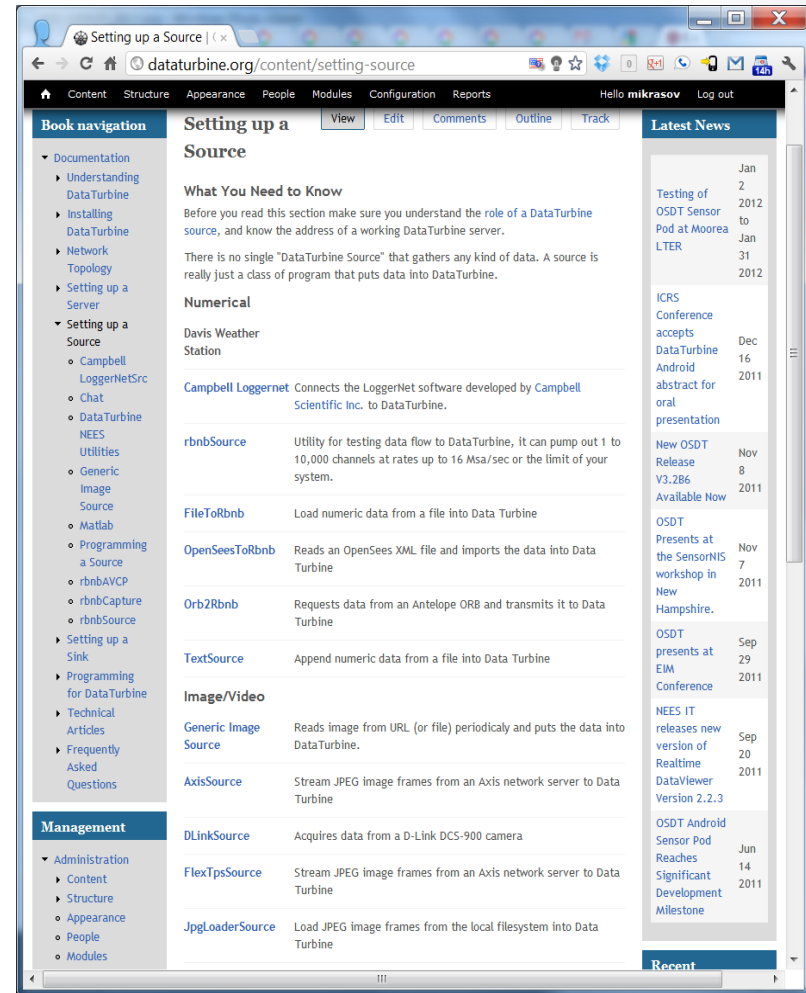 Setting up a Source | (
dataturbine.org/content/setting-source
0
g+1
14h
Content Structure Appearance People Modules Configuration Reports Hello mikrasov Log out
Book navigation
Documentation
Understanding
DataTurbine
Installing
DataTurbine
Network
Topology
Setting up a
Server
Setting up a
Source
Campbell
LoggerNetSrc
Chat
DataTurbine
NEES
Utilities
Generic
Image
Source
Matlab
Programming
a Source
rbnbAVCP
rbnbCapture
rbnbSource
Setting up a
Sink
Programming
for DataTurbine
Technical
Articles
Frequently
Asked
Questions
Management
Administration
Content
Structure
Appearance
People
Modules
Setting up a
Source
View Edit Comments Outline Track
What You Need to Know
Before you read this section make sure you understand the role of a DataTurbine
source, and know the address of a working DataTurbine server.
There is no single "DataTurbine Source" that gathers any kind of data. A source is
really just a class of program that puts data into DataTurbine.
Numerical
Davis Weather
Station
Campbell Loggernet Connects the LoggerNet software developed by Campbell
Scientific Inc. to DataTurbine.
rbnbSource Utility for testing data flow to DataTurbine, it can pump out 1 to
10,000 channels at rates up to 16 Msa/sec or the limit of your
system.
FileToRbnb Load numeric data from a file into Data Turbine
OpenSeesToRbnb Reads an OpenSees XML file and imports the data into Data
Turbine
Orb2Rbnb Requests data from an Antelope ORB and transmits it to Data
Turbine
TextSource Append numeric data from a file into Data Turbine
Image/Video
Generic Image Reads image from URL (or file) periodicaly and puts the data into
Source DataTurbine.
AxisSource Stream JPEG image frames from an Axis network server to Data
Turbine
DLinkSource Acquires data from a D-Link DCS-900 camera
FlexTpsSource Stream JPEG image frames from an Axis network server to Data
Turbine
JpgLoaderSource Load JPEG image frames from the local filesystem into Data
Turbine
Latest News
Testing of
OSDT Sensor
Pod at Moorea
LTER
Jan
2
2012
to
Jan
31
2012
ICRS
Conference
accepts
DataTurbine
Android
abstract for
oral
presentation
Dec
16
2011
New OSDT
Release
V3.2B6
Available Now
Nov
8
2011
OSDT
Presents at
the SensorNIS
workshop in
New
Hampshire.
Nov
7
2011
OSDT
presents at
EIM
Conference
Sep
29
2011
NEES IT
releases new
version of
Realtime
DataViewer
Version 2.2.3
Sep
20
2011
OSDT Android
Sensor Pod
Reaches
Significant
Development
Milestone
Jun
14
2011
Recent